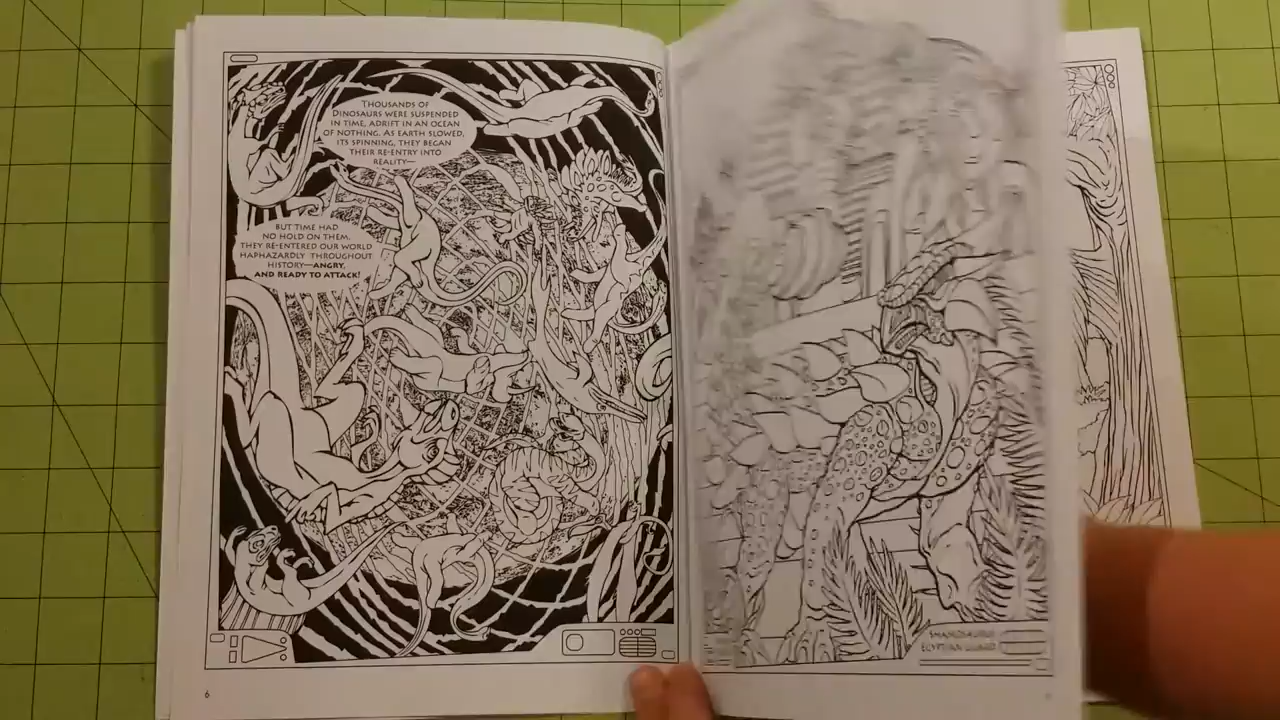 THOUSANDS OF
DINOSAURS WERE SUSPENDED
IN TIME, ADRIFT IN AN OCEAN
OF NOTHING. AS EARTH SLOWED,
ITS SPINNING, THEY BEGAN
THEIR RE-ENTRY INTO
REALITY—
BUT TIME HAD
NO HOLD ON THEM.
THEY RE-ENTERED OUR WORLD
HAPHAZARDLY THROUGHOUT
HISTORY—ANGRY,
AND READY TO ATTACK!
6